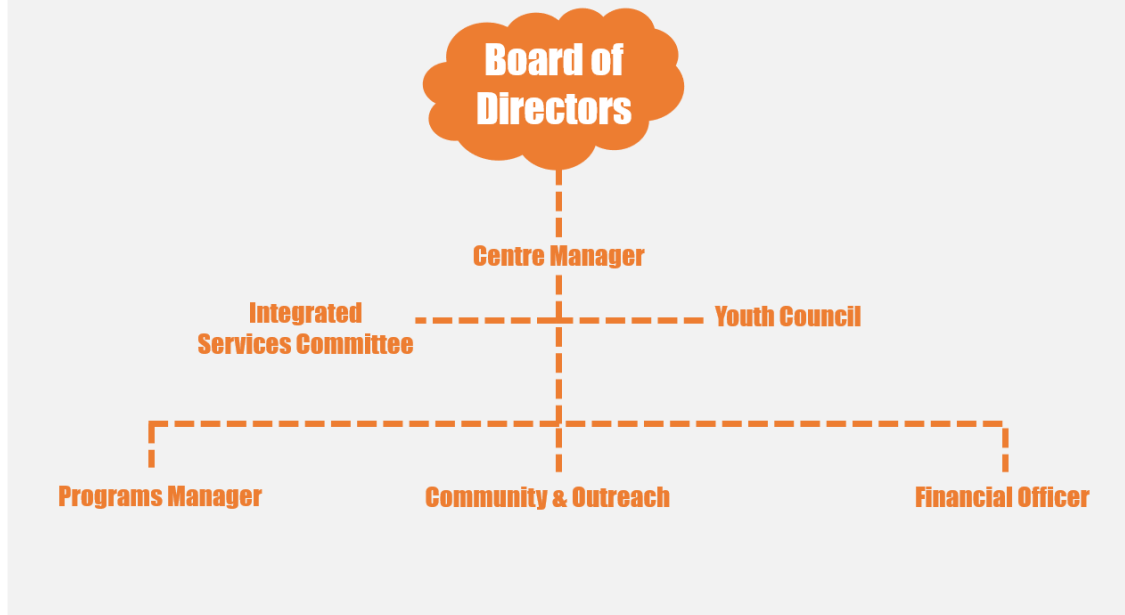 Board of
Directors
Centre Manager
Integrated
Services Committee
Youth Council
Programs Manager
Community & Outreach
Financial Officer